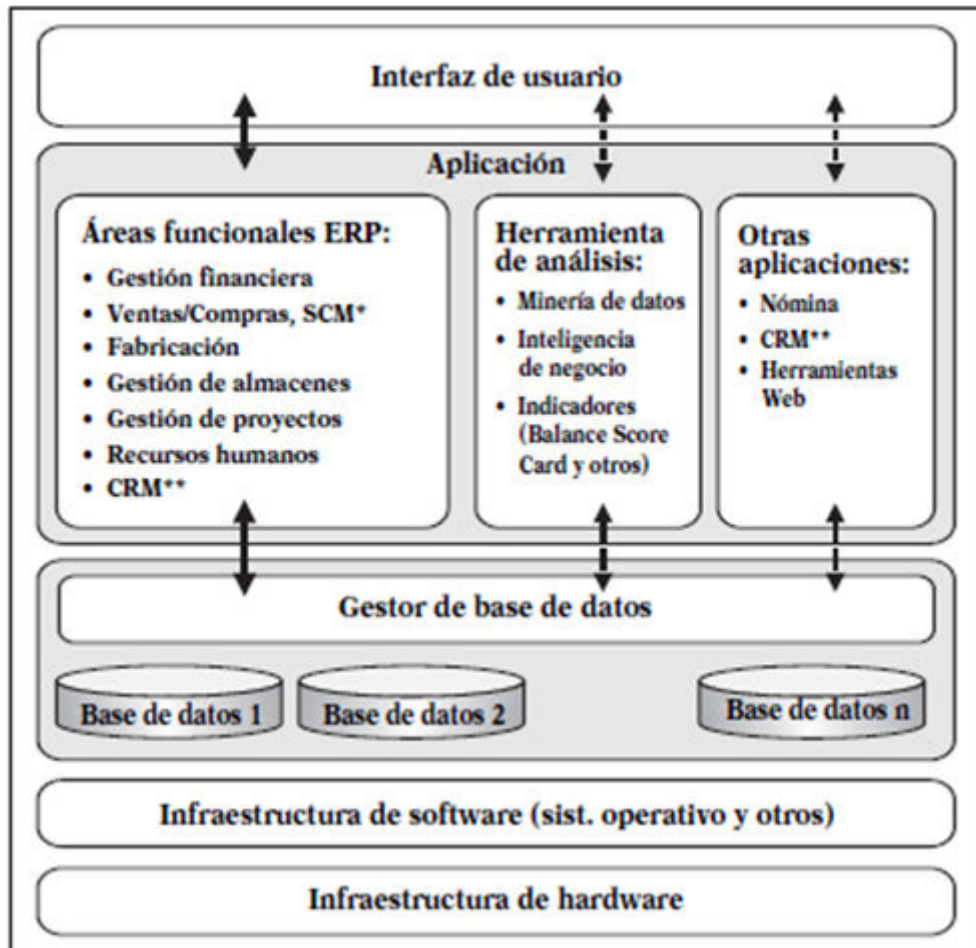 Interfaz de usuario
Aplicación
Áreas funcionales ERP:
• Gestión financiera
• Ventas/Compras, SCM*
• Fabricación
• Gestión de almacenes
• Gestión de proyectos
• Recursos humanos
• CRM**
Herramienta
de análisis:
• Minería de datos
• Inteligencia
de negocio
• Indicadores
(Balance Score
Card y otros)
Otras
aplicaciones:
• Nómina
• CRM**
• Herramientas
Web
Gestor de base de datos
Base de datos 1
Base de datos 2
Base de datos n
Infraestructura de software (sist. operativo y otros)
Infraestructura de hardware